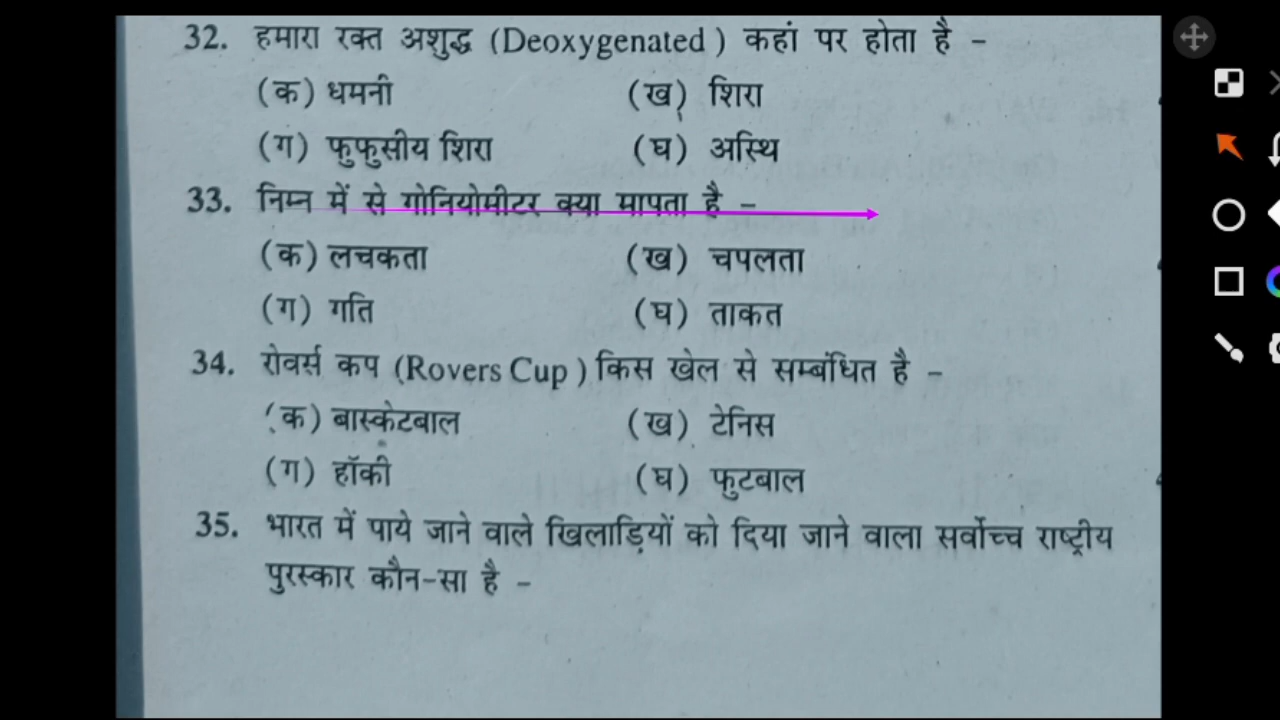 32. हमारा रक्त अशुद्ध (Deoxygenated ) कहां पर होता है -
(क) धमनी (ख) शिरा
(ग) फुफुसीय शिरा (घ) अस्थि
33. निम्न में से गोनियोमीटर क्या मापता है -
(क) लचकता (ख) चपलता
(ग) गति (घ) ताकत
34. रोवर्स कप (Rovers Cup ) किस खेल से सम्बंधित है -
(क) बास्केटबाल (ख) टेनिस
(ग) हॉकी (घ) फुटबाल
35. भारत में पाये जाने वाले खिलाड़ियों को दिया जाने वाला सर्वोच्च राष्ट्रीय
पुरस्कार कौन-सा है -